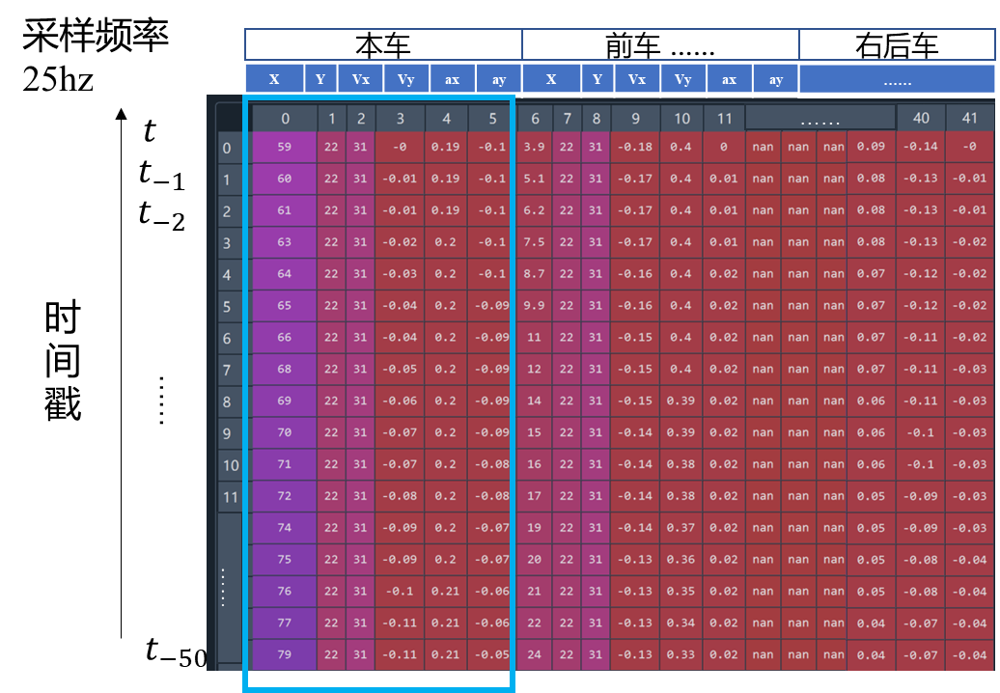 采样频率
25hz
本车 前车 …… 右后车
X Y Vx Vy ax ay X Y Vx Vy ax ay ……
0 1 2 3 4 5 6 7 8 9 10 11 …… 40 41
t
0 59 22 31 -0 0.19 -0.1 3.9 22 31 -0.18 0.4 0 nan nan nan 0.09 -0.14 -0
t₋₁
1 60 22 31 -0.01 0.19 -0.1 5.1 22 31 -0.17 0.4 0.01 nan nan nan 0.08 -0.13 -0.01
t₋₂
2 61 22 31 -0.01 0.19 -0.1 6.2 22 31 -0.17 0.4 0.01 nan nan nan 0.08 -0.13 -0.01
3 63 22 31 -0.02 0.2 -0.1 7.5 22 31 -0.17 0.4 0.01 nan nan nan 0.08 -0.13 -0.02
4 64 22 31 -0.03 0.2 -0.1 8.7 22 31 -0.16 0.4 0.02 nan nan nan 0.07 -0.12 -0.02
5 65 22 31 -0.04 0.2 -0.09 9.9 22 31 -0.16 0.4 0.02 nan nan nan 0.07 -0.12 -0.02
6 66 22 31 -0.04 0.2 -0.09 11 22 31 -0.15 0.4 0.02 nan nan nan 0.07 -0.11 -0.02
7 68 22 31 -0.05 0.2 -0.09 12 22 31 -0.15 0.4 0.02 nan nan nan 0.07 -0.11 -0.03
8 69 22 31 -0.06 0.2 -0.09 14 22 31 -0.15 0.39 0.02 nan nan nan 0.06 -0.11 -0.03
9 70 22 31 -0.07 0.2 -0.09 15 22 31 -0.14 0.39 0.02 nan nan nan 0.06 -0.1 -0.03
10 71 22 31 -0.07 0.2 -0.08 16 22 31 -0.14 0.38 0.02 nan nan nan 0.06 -0.1 -0.03
11 72 22 31 -0.08 0.2 -0.08 17 22 31 -0.14 0.38 0.02 nan nan nan 0.05 -0.09 -0.03
74 22 31 -0.09 0.2 -0.07 19 22 31 -0.14 0.37 0.02 nan nan nan 0.05 -0.09 -0.03
75 22 31 -0.09 0.2 -0.07 20 22 31 -0.13 0.36 0.02 nan nan nan 0.05 -0.08 -0.04
…… 76 22 31 -0.1 0.21 -0.06 21 22 31 -0.13 0.35 0.02 nan nan nan 0.05 -0.08 -0.04
77 22 31 -0.11 0.21 -0.06 22 22 31 -0.13 0.34 0.02 nan nan nan 0.04 -0.07 -0.04
t₋₅₀
79 22 31 -0.11 0.21 -0.05 24 22 31 -0.13 0.33 0.02 nan nan nan 0.04 -0.07 -0.04
时间戳
……